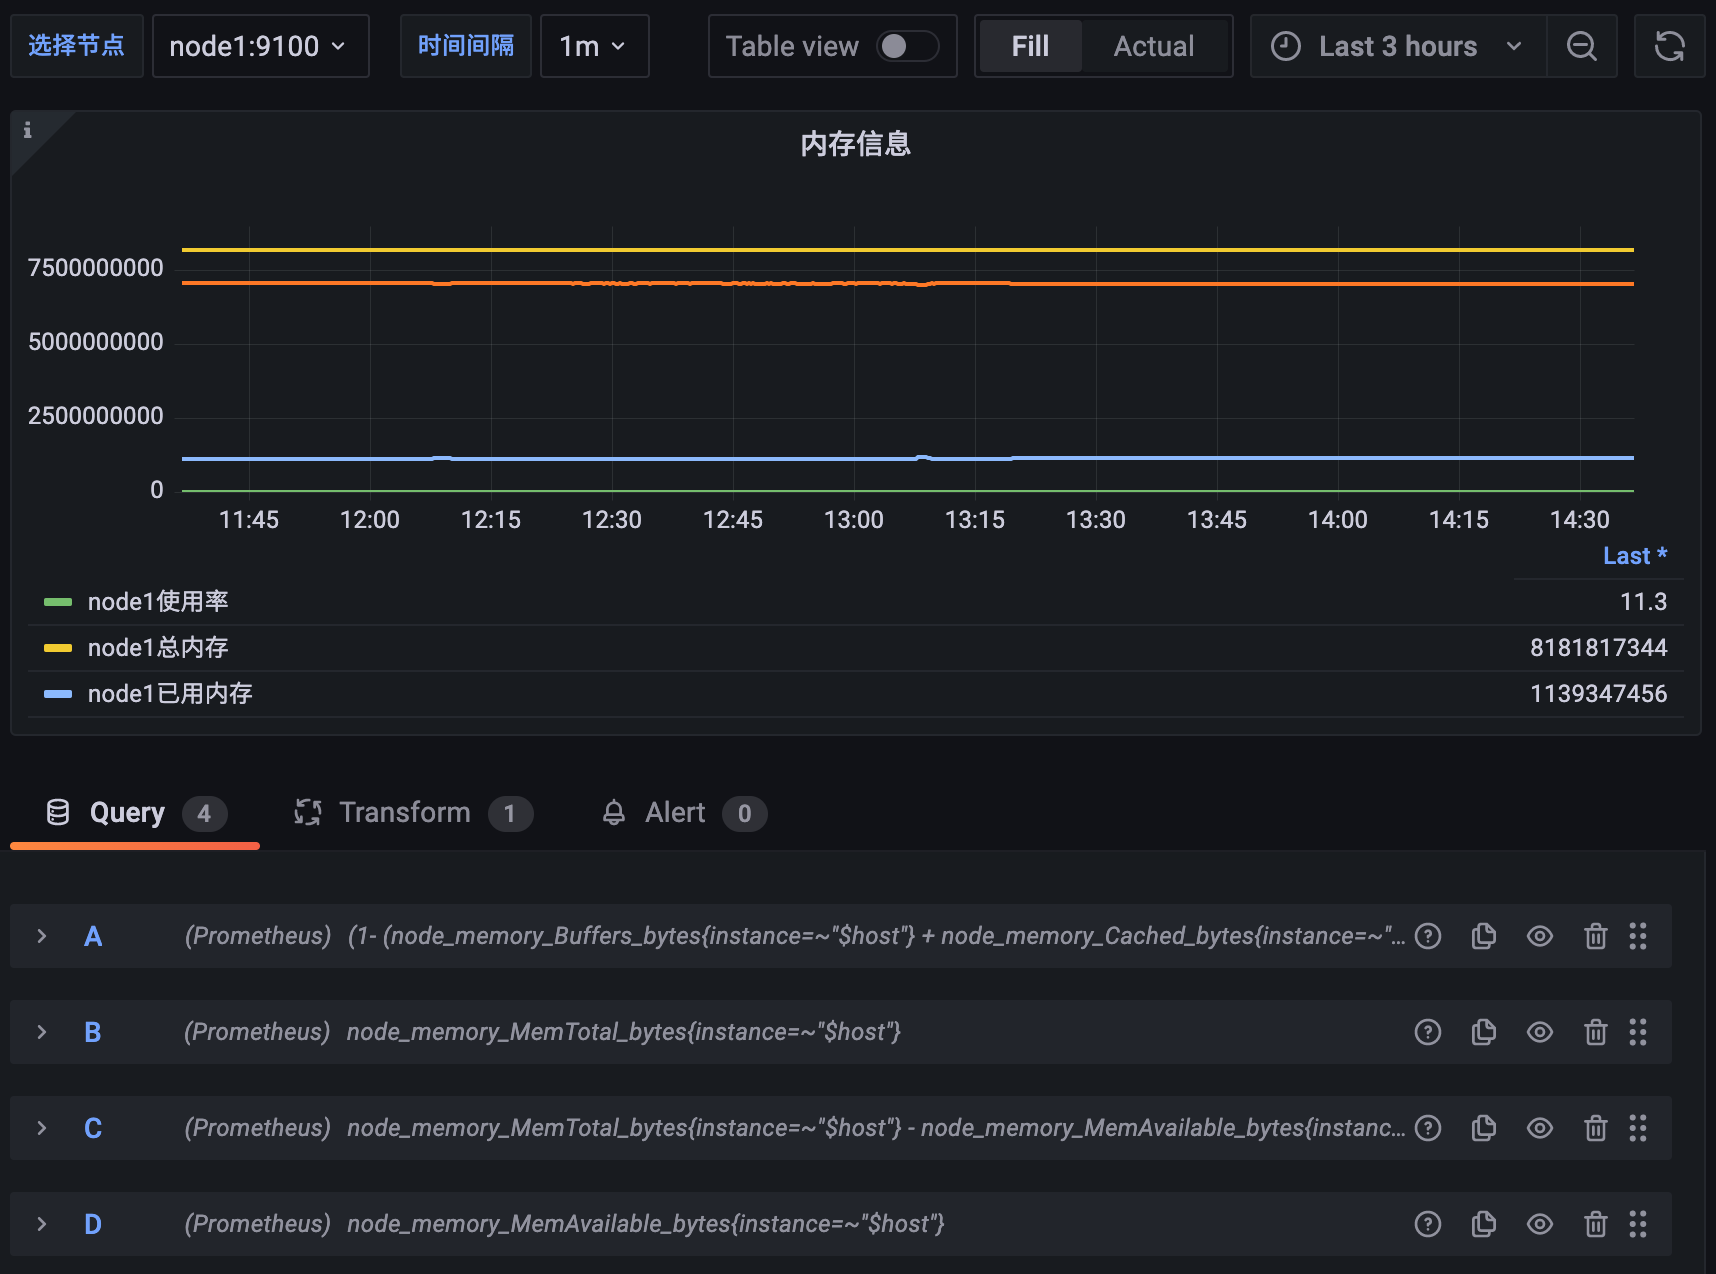 选择节点 node1:9100 时间间隔 1m Table view Fill Actual Last 3 hours
内存信息
7500000000
5000000000
2500000000
0
11:45 12:00 12:15 12:30 12:45 13:00 13:15 13:30 13:45 14:00 14:15 14:30
Last *
node1使用率 11.3
node1总内存 8181817344
node1已用内存 1139347456
Query 4 Transform 1 Alert 0
A (Prometheus) (1- (node_memory_Buffers_bytes{instance=~"$host"} + node_memory_Cached_bytes{instance=~"...
B (Prometheus) node_memory_MemTotal_bytes{instance=~"$host"}
C (Prometheus) node_memory_MemTotal_bytes{instance=~"$host"} - node_memory_MemAvailable_bytes{instanc...
D (Prometheus) node_memory_MemAvailable_bytes{instance=~"$host"}